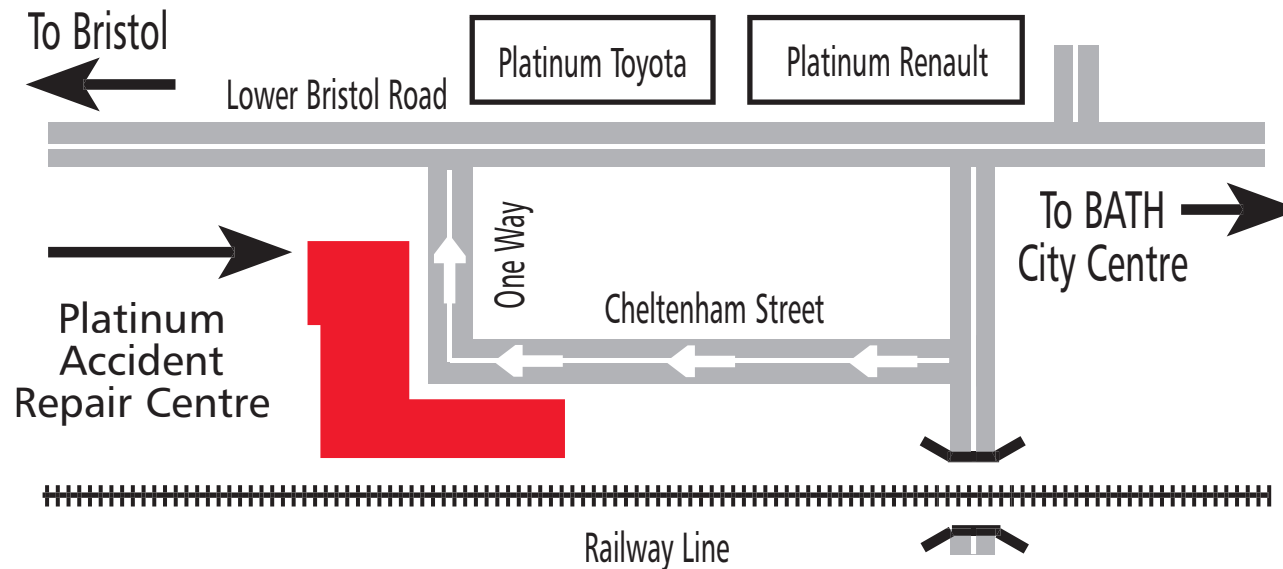 To Bristol
Platinum Toyota
Platinum Renault
Lower Bristol Road
One Way
To BATH
City Centre
Cheltenham Street
Platinum
Accident
Repair Centre
Railway Line